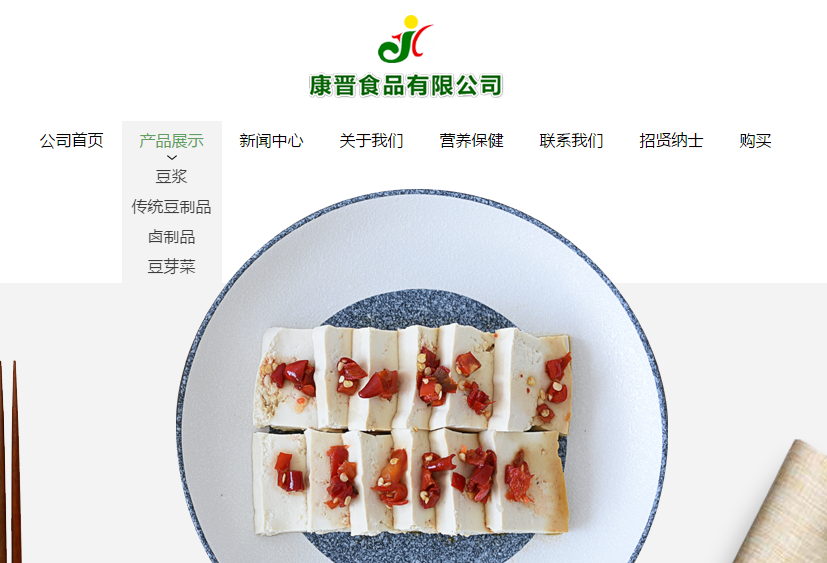 康晋食品有限公司
公司首页 产品展示 新闻中心 关于我们 营养保健 联系我们 招贤纳士 购买
豆浆
传统豆制品
卤制品
豆芽菜